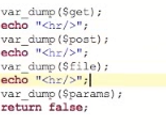 var_dump($get);
echo "<hr/>";
var_dump($post);
echo "<hr/>";
var_dump($file);
echo "<hr/>";
var_dump($params);
return false;